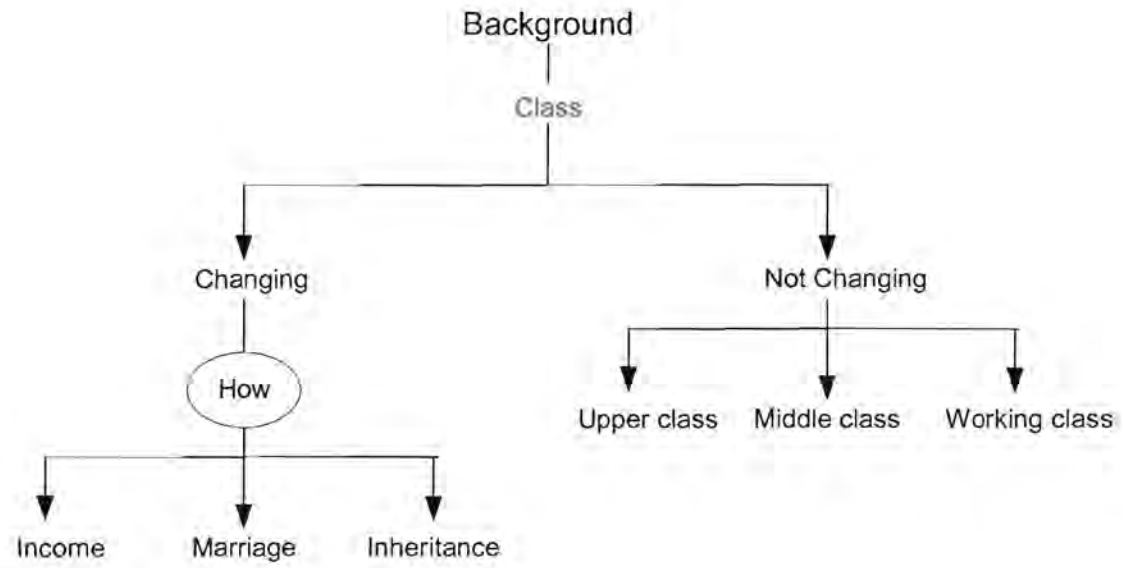 Background
Class
Changing
Not Changing
How
Upper class
Middle class
Working class
Income
Marriage
Inheritance